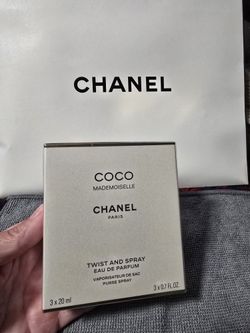 CHANEL
COCO
MADEMOISELLE
CHANEL
PARIS
TWIST AND SPRAY
EAU DE PARFUM
VAPORISATEUR DE SAC
PURSE SPRAY
3 x 20 ml 3 x 0.7 FL. OZ.